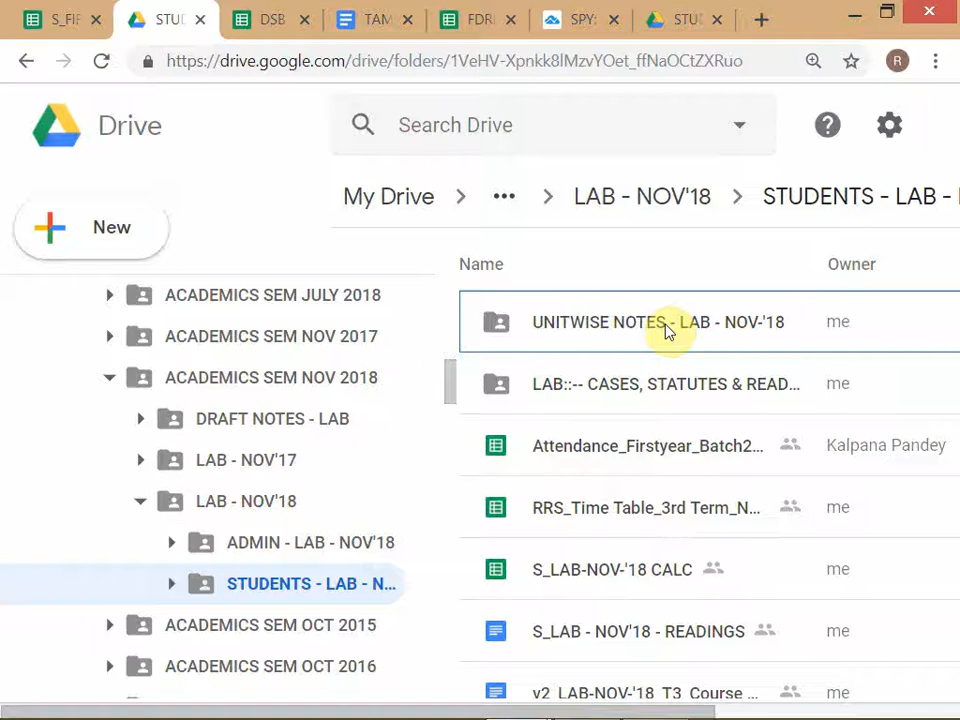 S_FIF
STUD
DSB
TAM
FDR
SPY:
STUD
https://drive.google.com/drive/folders/1VeHV-Xpnkk8lMzvYOet_ffNaOCtZXRuo
R
Drive
Search Drive
My Drive > ••• > LAB - NOV'18 > STUDENTS - LAB -
New
Name Owner
ACADEMICS SEM JULY 2018
ACADEMICS SEM NOV 2017
ACADEMICS SEM NOV 2018
DRAFT NOTES - LAB
LAB - NOV'17
LAB - NOV'18
ADMIN - LAB - NOV'18
STUDENTS - LAB - N...
ACADEMICS SEM OCT 2015
ACADEMICS SEM OCT 2016
UNITWISE NOTES - LAB - NOV-'18 me
LAB::-- CASES, STATUTES & READ... me
Attendance_Firstyear_Batch2... Kalpana Pandey
RRS_Time Table_3rd Term_N... me
S_LAB-NOV-'18 CALC me
S_LAB - NOV'18 - READINGS me
v2_LAB-NOV-'18_T3_Course ... me